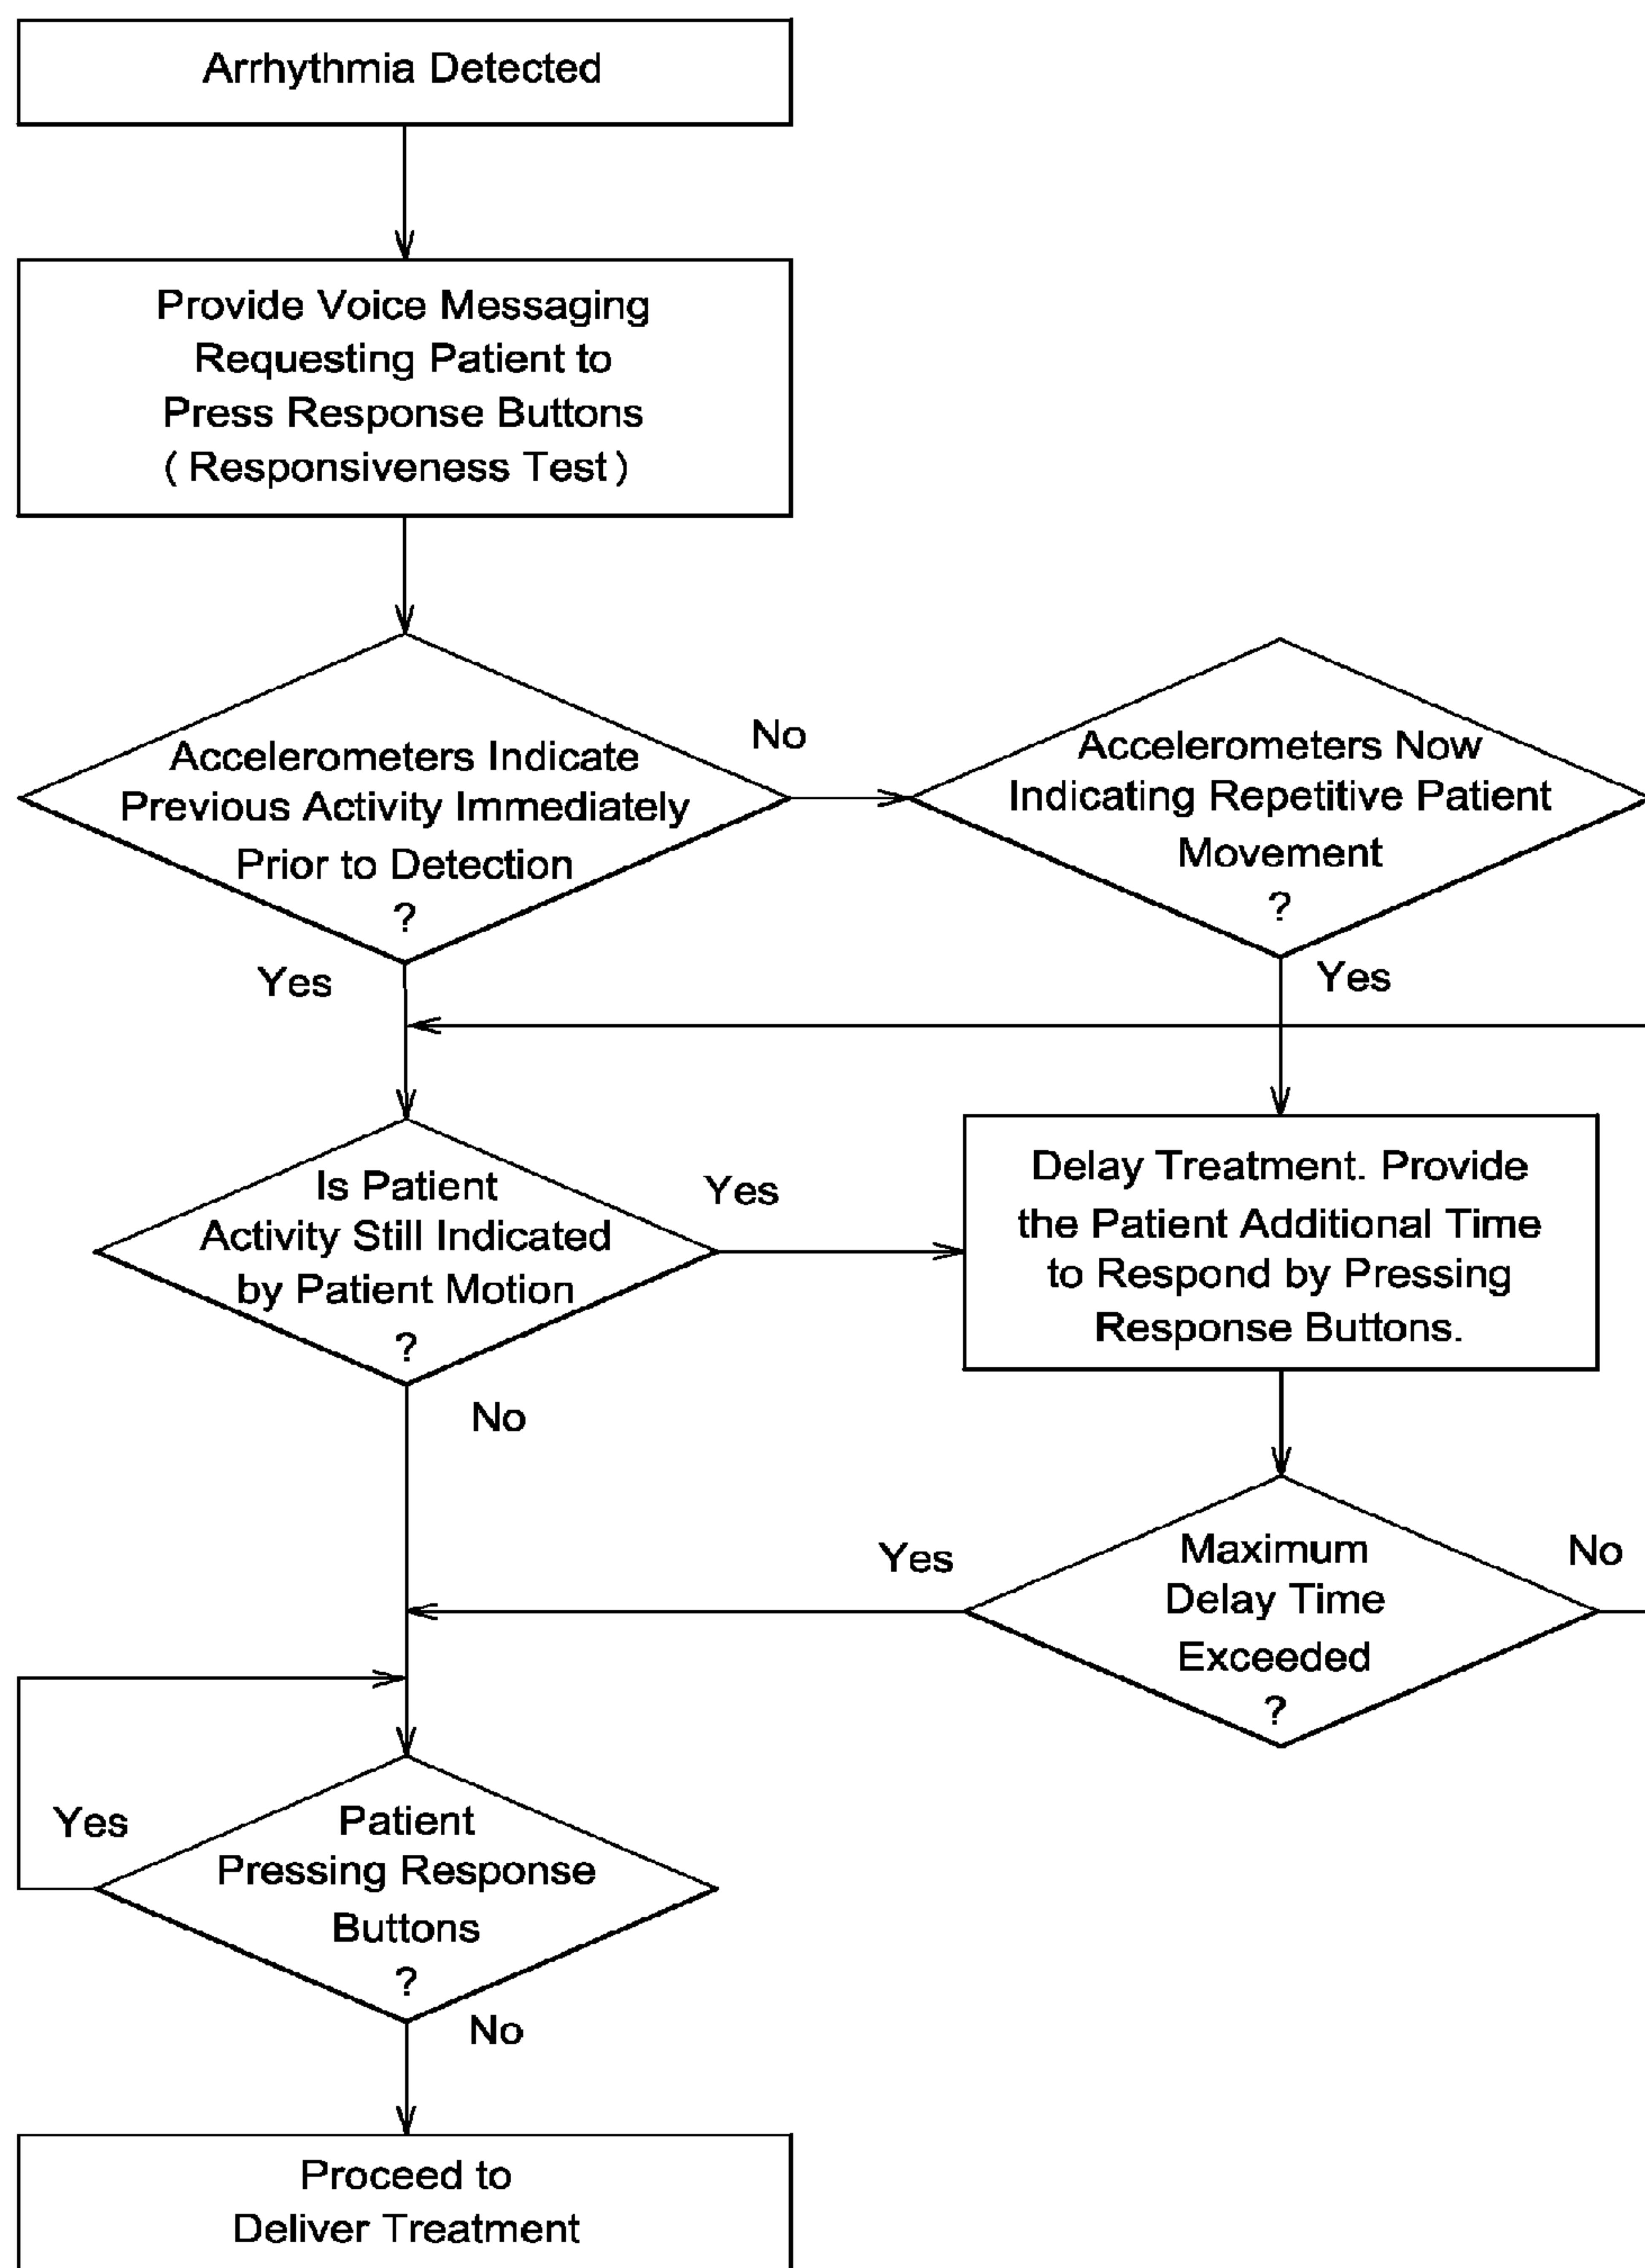 Arrhythmia Detected
Provide Voice Messaging
Requesting Patient to
Press Response Buttons
( Responsiveness Test )
Accelerometers Indicate
Previous Activity Immediately
Prior to Detection
?
No
Yes
Accelerometers Now
Indicating Repetitive Patient
Movement
?
Yes
Is Patient
Activity Still Indicated
by Patient Motion
?
Yes
No
Delay Treatment. Provide
the Patient Additional Time
to Respond by Pressing
Response Buttons.
Maximum
Delay Time
Exceeded
?
Yes
No
Patient
Pressing Response
Buttons
?
Yes
No
Proceed to
Deliver Treatment